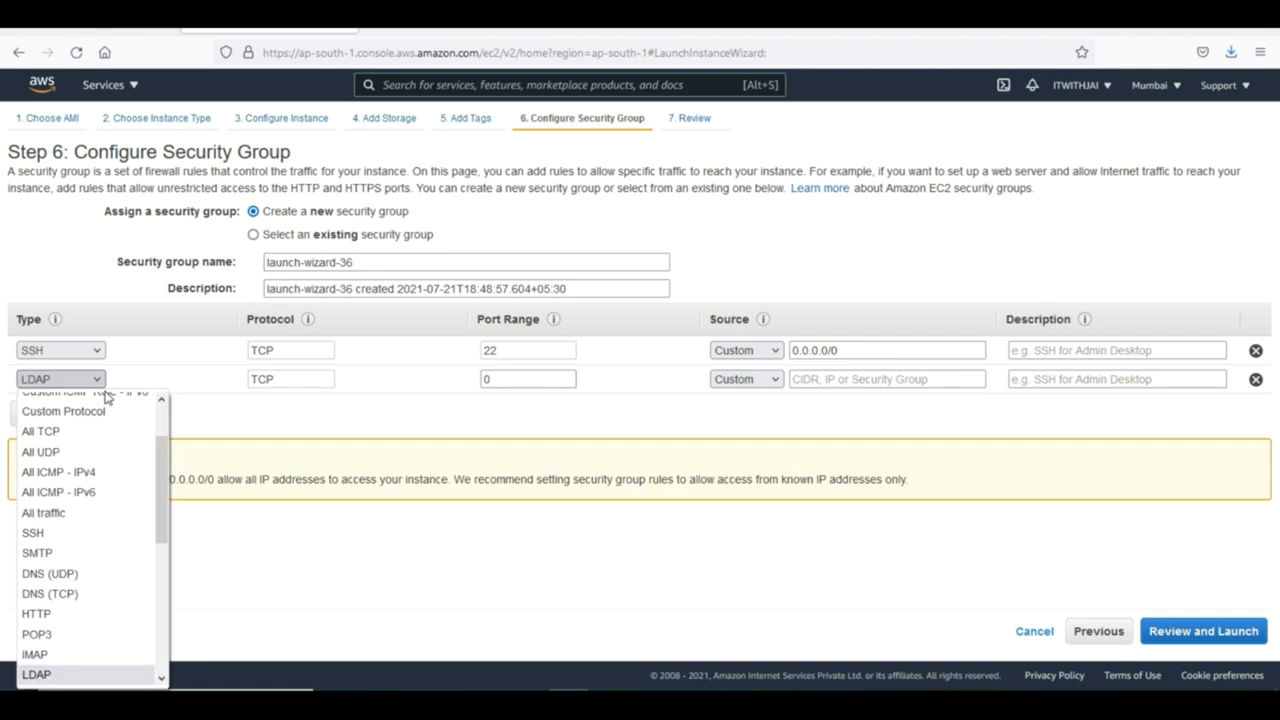 https://ap-south-1.console.aws.amazon.com/ec2/v2/home?region=ap-south-1#LaunchInstanceWizard:
aws Services Search for services, features, marketplace products, and docs [Alt+S] ITWITHJAI Mumbai Support
1. Choose AMI 2. Choose Instance Type 3. Configure Instance 4. Add Storage 5. Add Tags 6. Configure Security Group 7. Review
Step 6: Configure Security Group
A security group is a set of firewall rules that control the traffic for your instance. On this page, you can add rules to allow specific traffic to reach your instance. For example, if you want to set up a web server and allow Internet traffic to reach your
instance, add rules that allow unrestricted access to the HTTP and HTTPS ports. You can create a new security group or select from an existing one below. Learn more about Amazon EC2 security groups.
Assign a security group: Create a new security group
Select an existing security group
Security group name: launch-wizard-36
Description: launch-wizard-36 created 2021-07-21T18:48:57.604+05:30
Type i Protocol i Port Range i Source i Description i
SSH TCP 22 Custom 0.0.0.0/0 e.g. SSH for Admin Desktop
LDAP TCP 0 Custom CIDR, IP or Security Group e.g. SSH for Admin Desktop
Custom Protocol
All TCP
All UDP
All ICMP - IPv4
0.0.0.0/0 allow all IP addresses to access your instance. We recommend setting security group rules to allow access from known IP addresses only.
All ICMP - IPv6
All traffic
SSH
SMTP
DNS (UDP)
DNS (TCP)
HTTP
POP3
IMAP
LDAP
Cancel Previous Review and Launch
© 2008 - 2021, Amazon Internet Services Private Ltd. or its affiliates. All rights reserved. Privacy Policy Terms of Use Cookie preferences